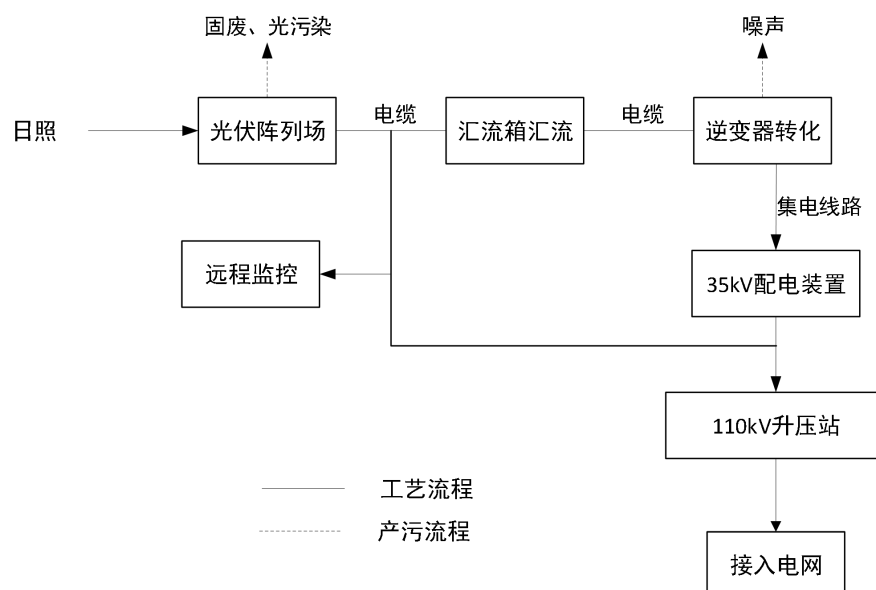 固废、光污染
噪声
日照
光伏阵列场
电缆
汇流箱汇流
电缆
逆变器转化
集电线路
远程监控
35kV配电装置
110kV升压站
工艺流程
产污流程
接入电网